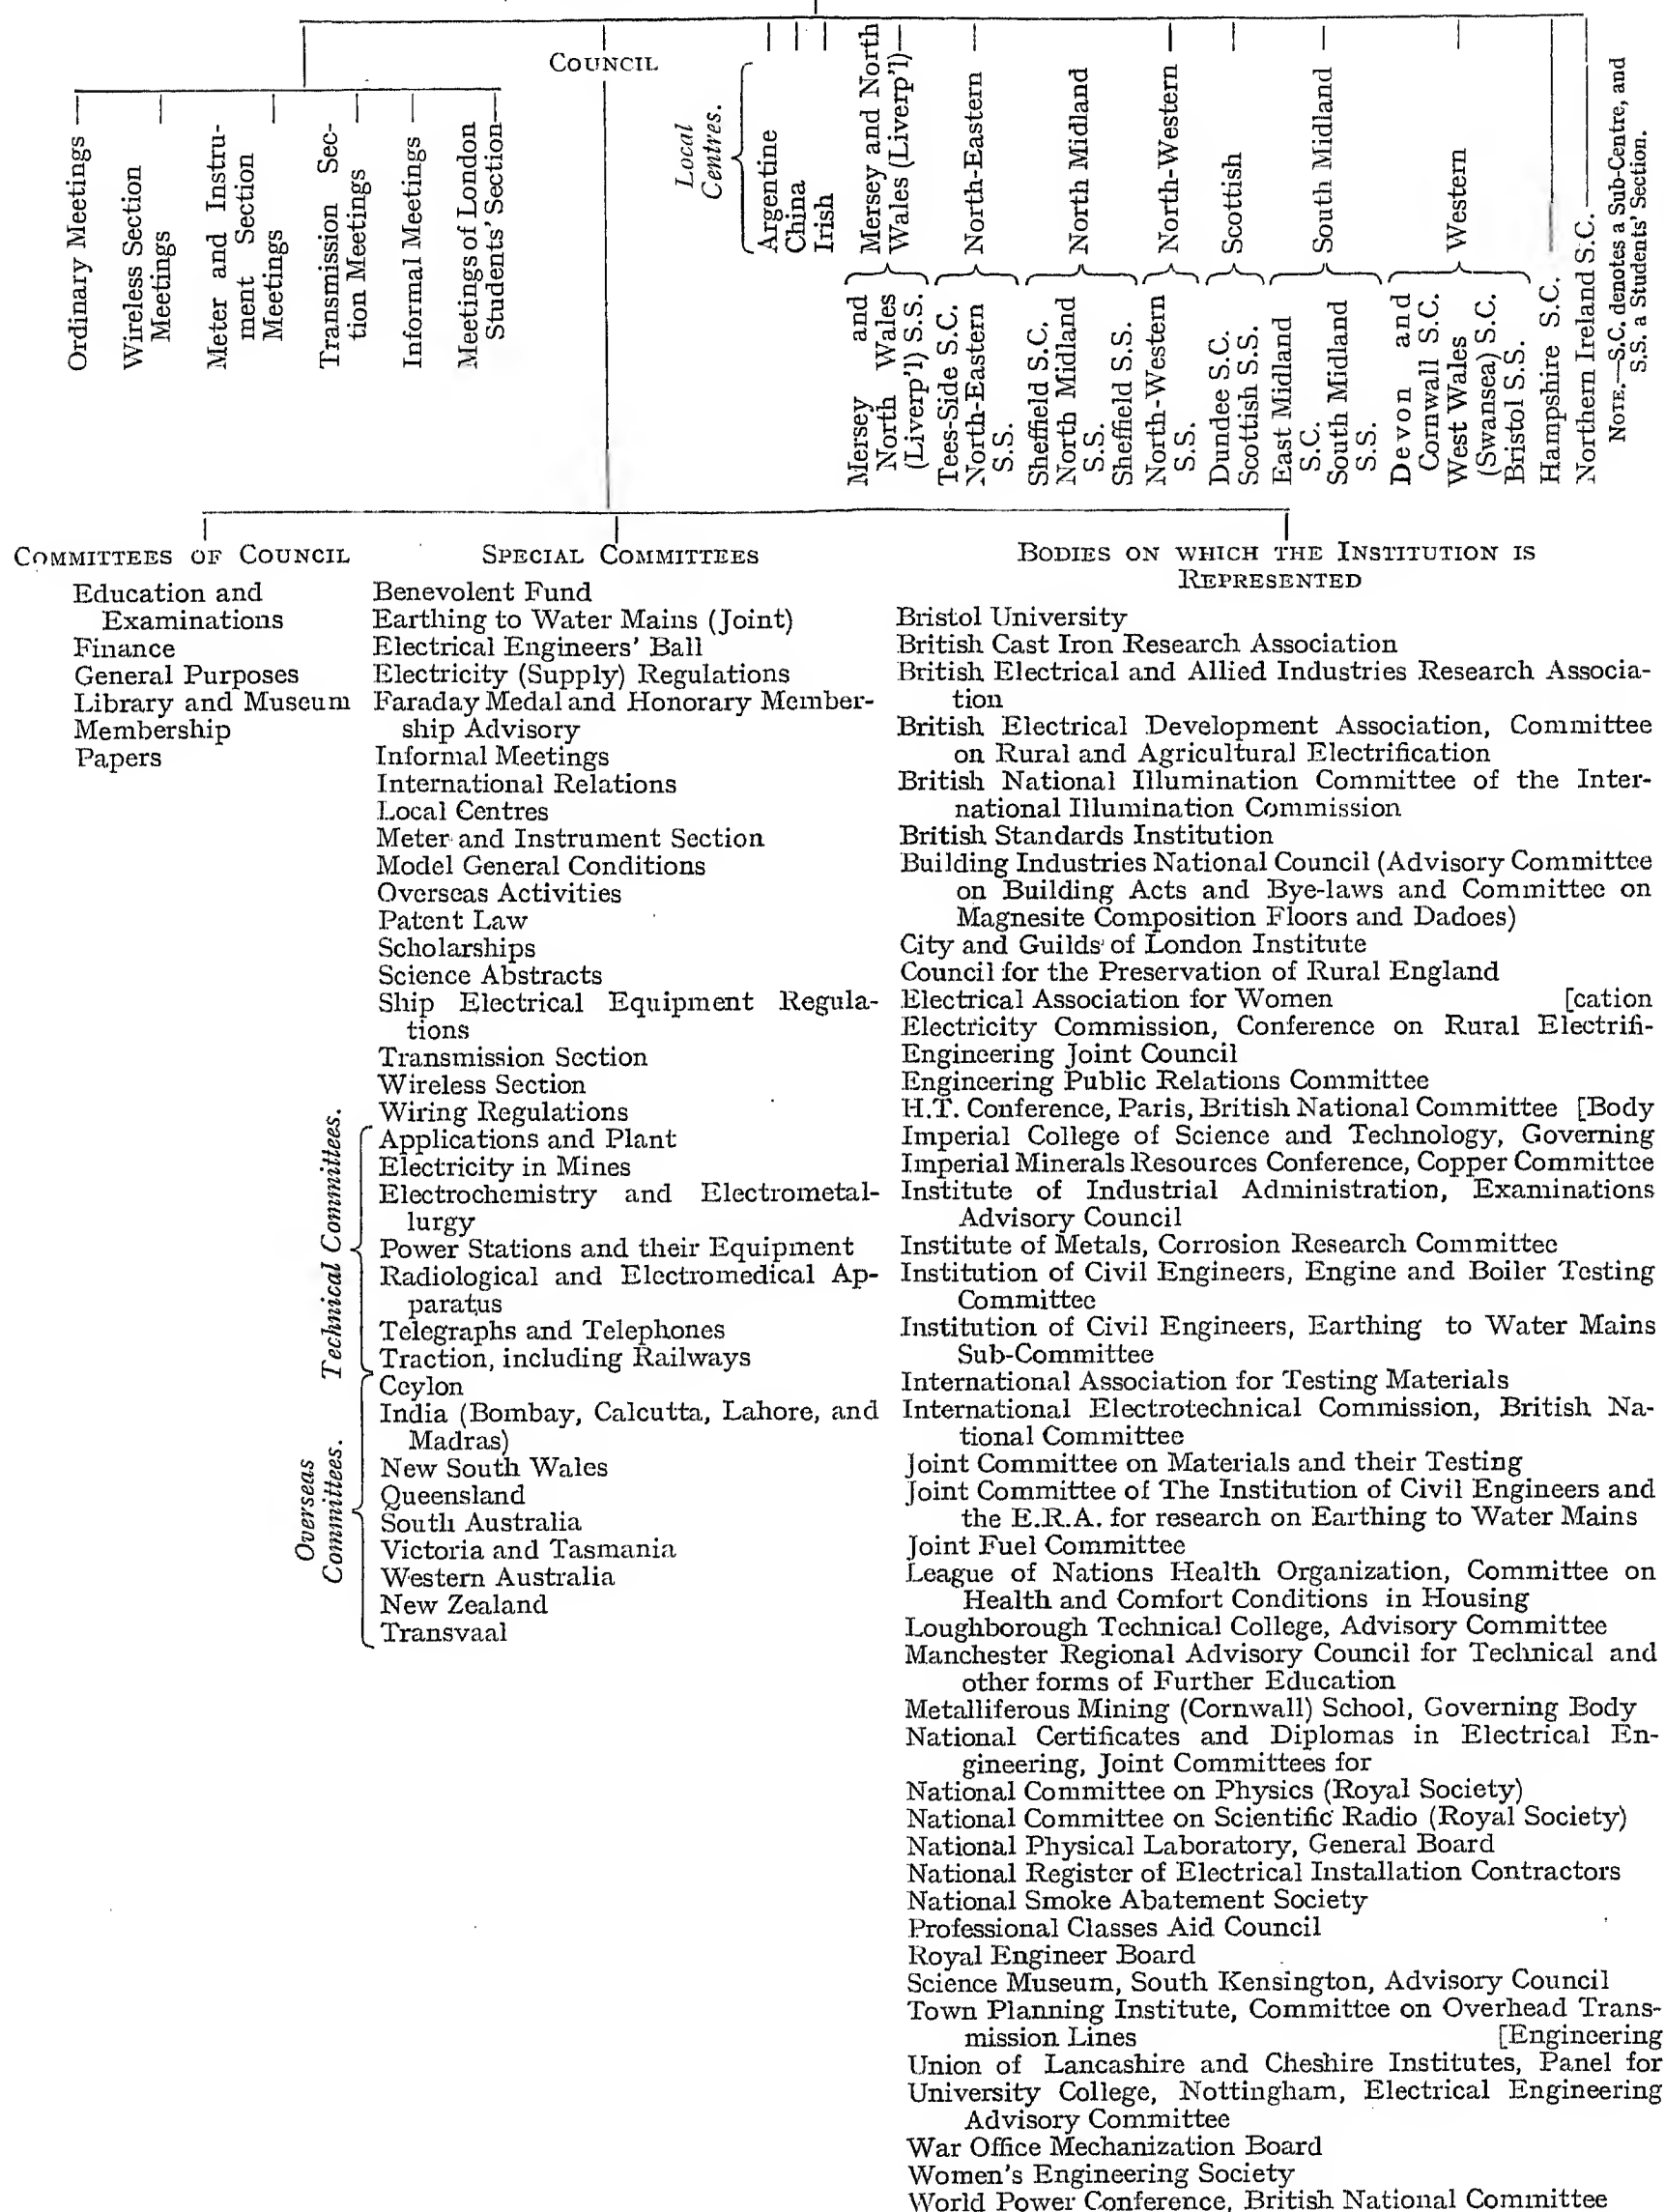 COUNCIL
Ordinary Meetings
Wireless Section
Meetings
Meter and Instru-
ment Section
Meetings
Transmission Sec-
tion Meetings
Informal Meetings
Meetings of London
Students' Section
Local
Centres.
Argentine
China
Irish
Mersey and North
Wales (Liverp'l)
North-Eastern
North Midland
North-Western
Scottish
South Midland
Western
Mersey and
North Wales
(Liverp'l) S.S.
Tees-Side S.C.
North-Eastern
S.S.
Sheffield S.C.
North Midland
S.S.
Sheffield S.S.
North-Western
S.S.
Dundee S.C.
Scottish S.S.
East Midland
S.C.
South Midland
S.S.
Devon and
Cornwall S.C.
West Wales
(Swansea) S.C.
Bristol S.S.
Hampshire S.C.
Northern Ireland S.C.
NOTE.—S.C. denotes a Sub-Centre, and
S.S. a Students' Section.
COMMITTEES OF COUNCIL
Education and
Examinations
Finance
General Purposes
Library and Museum
Membership
Papers
SPECIAL COMMITTEES
Benevolent Fund
Earthing to Water Mains (Joint)
Electrical Engineers' Ball
Electricity (Supply) Regulations
Faraday Medal and Honorary Member-
ship Advisory
Informal Meetings
International Relations
Local Centres
Meter and Instrument Section
Model General Conditions
Overseas Activities
Patent Law
Scholarships
Science Abstracts
Ship Electrical Equipment Regula-
tions
Transmission Section
Wireless Section
Wiring Regulations
Technical Committees.
Applications and Plant
Electricity in Mines
Electrochemistry and Electrometal-
lurgy
Power Stations and their Equipment
Radiological and Electromedical Ap-
paratus
Telegraphs and Telephones
Traction, including Railways
Overseas
Committees.
Ceylon
India (Bombay, Calcutta, Lahore, and
Madras)
New South Wales
Queensland
South Australia
Victoria and Tasmania
Western Australia
New Zealand
Transvaal
BODIES ON WHICH THE INSTITUTION IS
REPRESENTED
Bristol University
British Cast Iron Research Association
British Electrical and Allied Industries Research Associa-
tion
British Electrical Development Association, Committee
on Rural and Agricultural Electrification
British National Illumination Committee of the Inter-
national Illumination Commission
British Standards Institution
Building Industries National Council (Advisory Committee
on Building Acts and Bye-laws and Committee on
Magnesite Composition Floors and Dadoes)
City and Guilds of London Institute
Council for the Preservation of Rural England
Electrical Association for Women [cation
Electricity Commission, Conference on Rural Electrifi-
Engineering Joint Council
Engineering Public Relations Committee
H.T. Conference, Paris, British National Committee [Body
Imperial College of Science and Technology, Governing
Imperial Minerals Resources Conference, Copper Committee
Institute of Industrial Administration, Examinations
Advisory Council
Institute of Metals, Corrosion Research Committee
Institution of Civil Engineers, Engine and Boiler Testing
Committee
Institution of Civil Engineers, Earthing to Water Mains
Sub-Committee
International Association for Testing Materials
International Electrotechnical Commission, British Na-
tional Committee
Joint Committee on Materials and their Testing
Joint Committee of The Institution of Civil Engineers and
the E.R.A. for research on Earthing to Water Mains
Joint Fuel Committee
League of Nations Health Organization, Committee on
Health and Comfort Conditions in Housing
Loughborough Technical College, Advisory Committee
Manchester Regional Advisory Council for Technical and
other forms of Further Education
Metalliferous Mining (Cornwall) School, Governing Body
National Certificates and Diplomas in Electrical En-
gineering, Joint Committees for
National Committee on Physics (Royal Society)
National Committee on Scientific Radio (Royal Society)
National Physical Laboratory, General Board
National Register of Electrical Installation Contractors
National Smoke Abatement Society
Professional Classes Aid Council
Royal Engineer Board
Science Museum, South Kensington, Advisory Council
Town Planning Institute, Committee on Overhead Trans-
mission Lines [Engineering
Union of Lancashire and Cheshire Institutes, Panel for
University College, Nottingham, Electrical Engineering
Advisory Committee
War Office Mechanization Board
Women's Engineering Society
World Power Conference, British National Committee